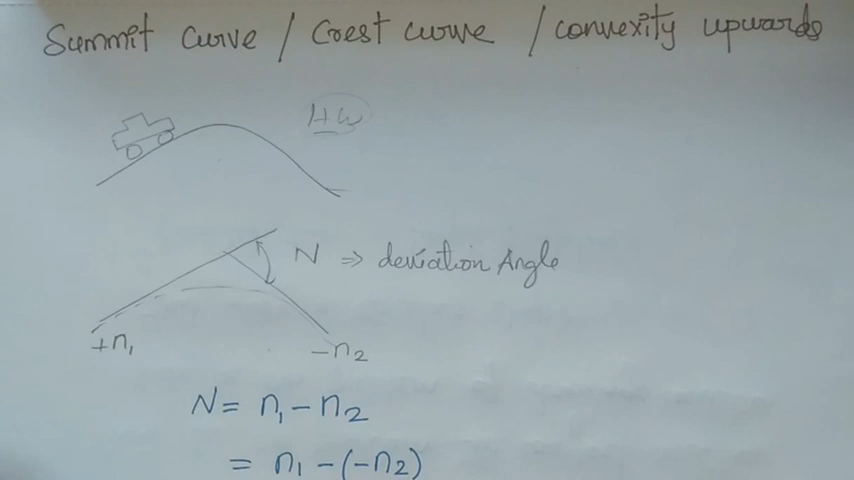 Summit Curve / Crest curve / convexity upwards
HW
N ⇒ deviation Angle
+n₁
-n₂
N = n₁ - n₂
= n₁ - (-n₂)